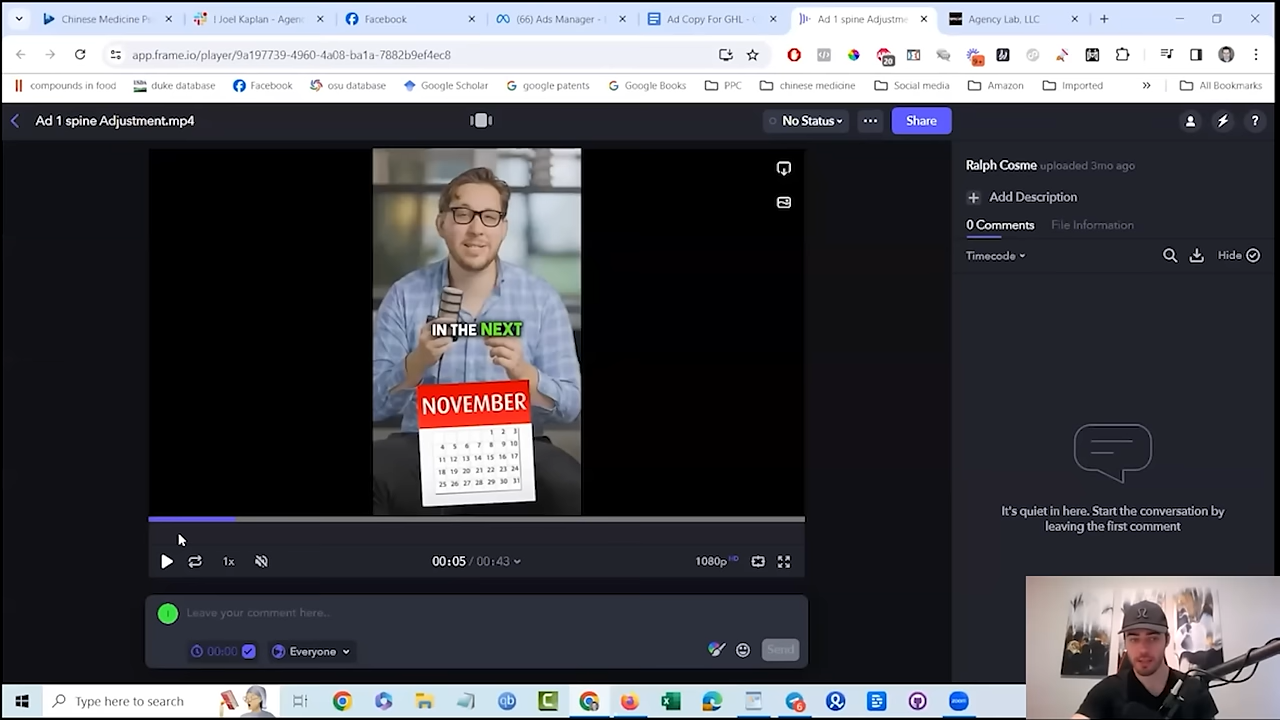 Chinese Medicine P
| Joel Kaplan - Agen
Facebook
(66) Ads Manager -
Ad Copy For GHL -
Ad 1 spine Adjustme
Agency Lab, LLC
app.frame.io/player/9a197739-4960-4a08-ba1a-7882b9ef4ec8
20
compounds in food
duke database
Facebook
osu database
Google Scholar
google patents
Google Books
PPC
chinese medicine
Social media
Amazon
Imported
»
All Bookmarks
Ad 1 spine Adjustment.mp4
No Status
Share
?
Ralph Cosme uploaded 3mo ago
+ Add Description
0 Comments File Information
Timecode
Hide
IN THE NEXT
NOVEMBER
1 2 3
4 5 6 7 8 9 10
11 12 13 14 15 16 17
18 19 20 21 22 23 24
25 26 27 28 29 30 31
It's quiet in here. Start the conversation by
leaving the first comment
1x
00:05 / 00:43
1080p HD
Leave your comment here...
00:00
Everyone
Send
Type here to search
qb
zoom